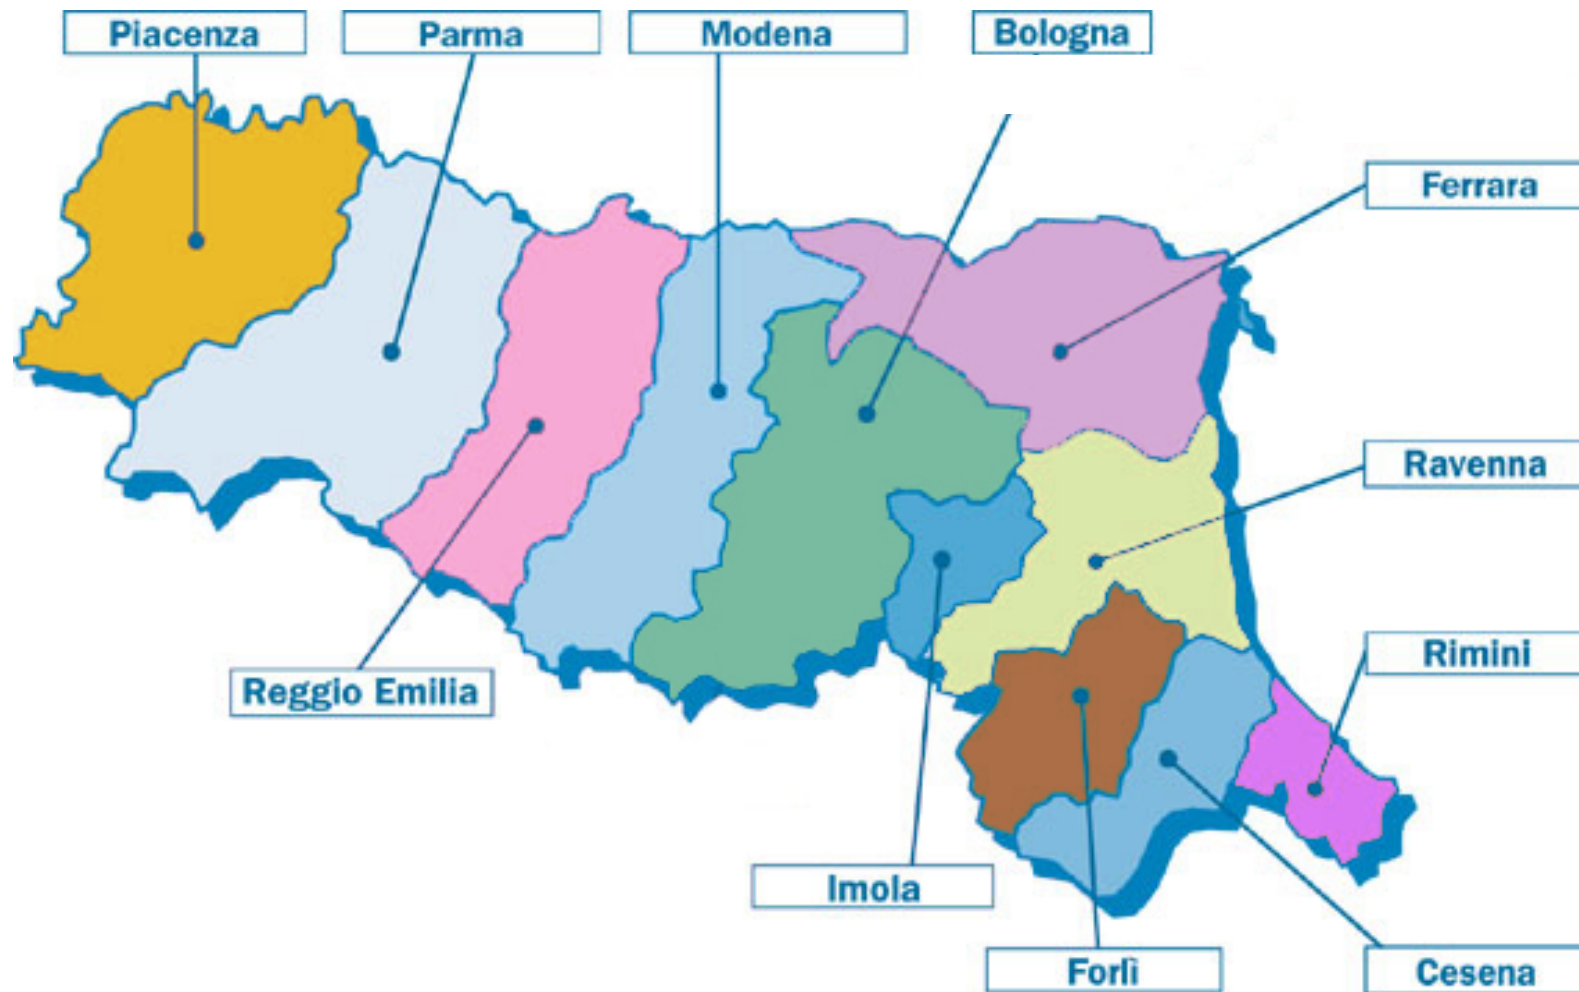 Piacenza
Parma
Modena
Bologna
Ferrara
Ravenna
Rimini
Reggio Emilia
Imola
Forlì
Cesena